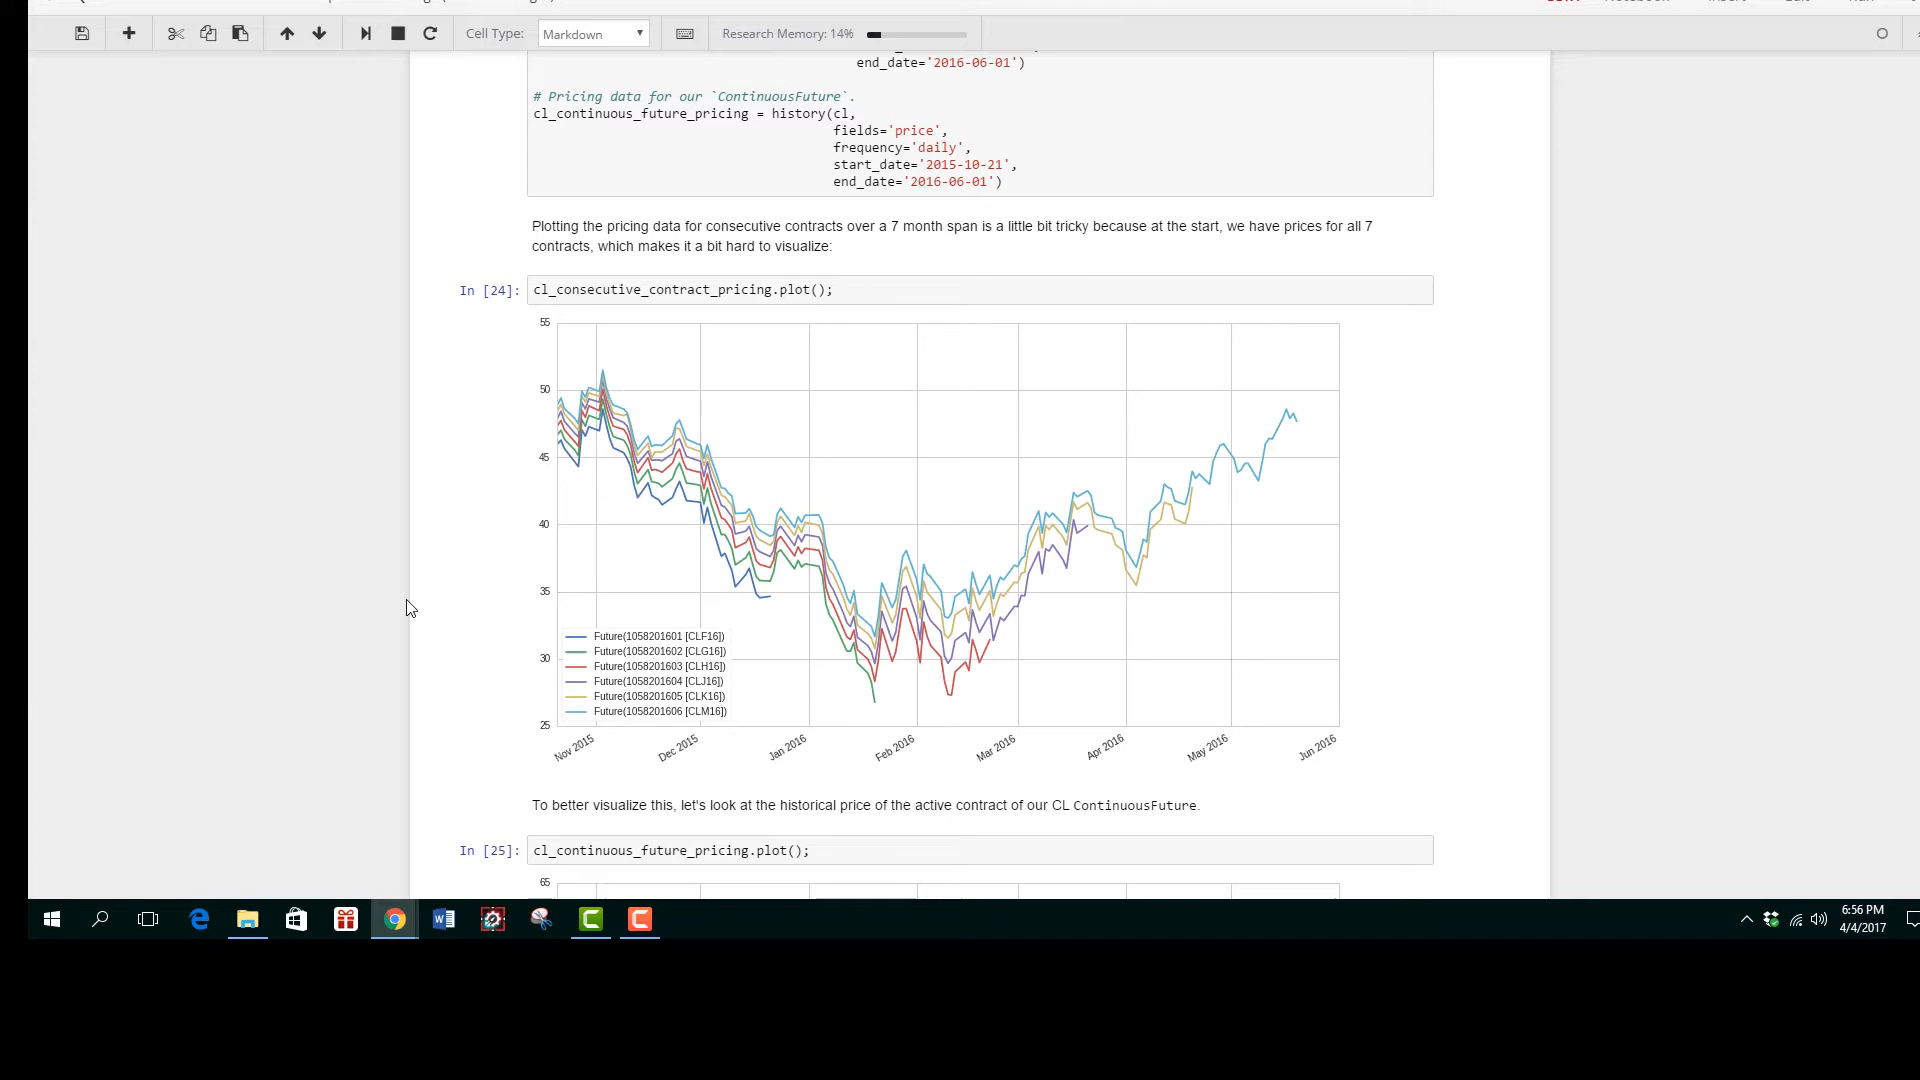 Cell Type:
Markdown
Research Memory: 14%
end_date='2016-06-01')
# Pricing data for our `ContinuousFuture`.
cl_continuous_future_pricing = history(cl,
fields='price',
frequency='daily',
start_date='2015-10-21',
end_date='2016-06-01')
Plotting the pricing data for consecutive contracts over a 7 month span is a little bit tricky because at the start, we have prices for all 7
contracts, which makes it a bit hard to visualize:
In [24]:
cl_consecutive_contract_pricing.plot();
55
50
45
40
35
30
25
Future(1058201601 [CLF16])
Future(1058201602 [CLG16])
Future(1058201603 [CLH16])
Future(1058201604 [CLJ16])
Future(1058201605 [CLK16])
Future(1058201606 [CLM16])
Nov 2015
Dec 2015
Jan 2016
Feb 2016
Mar 2016
Apr 2016
May 2016
Jun 2016
To better visualize this, let's look at the historical price of the active contract of our CL ContinuousFuture.
In [25]:
cl_continuous_future_pricing.plot();
65
6:56 PM
4/4/2017